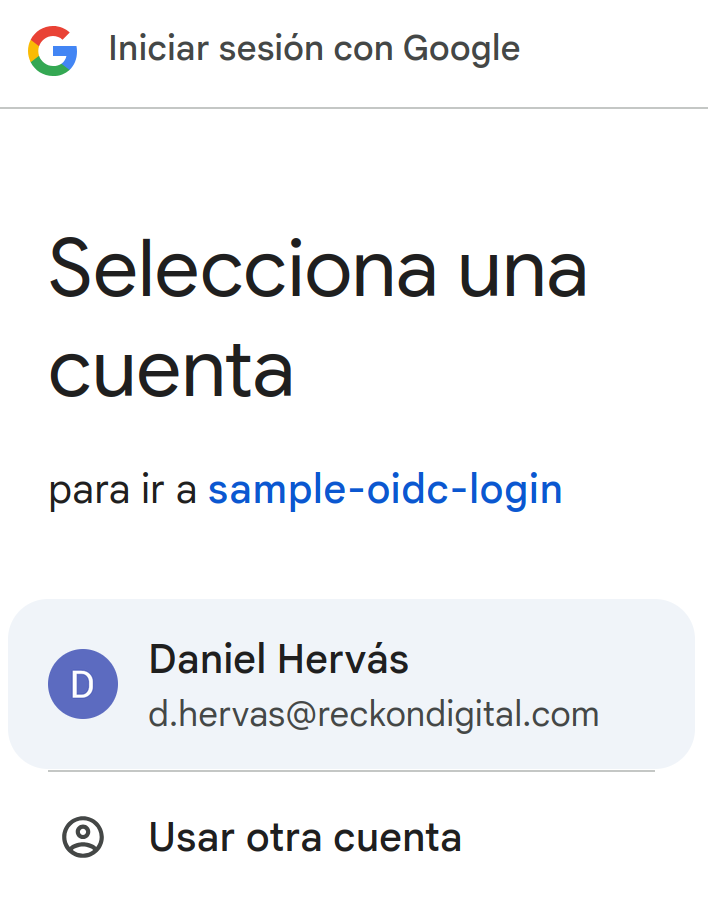 Iniciar sesión con Google
Selecciona una
cuenta
para ir a sample-oidc-login
D
Daniel Hervás
d.hervas@reckondigital.com
Usar otra cuenta